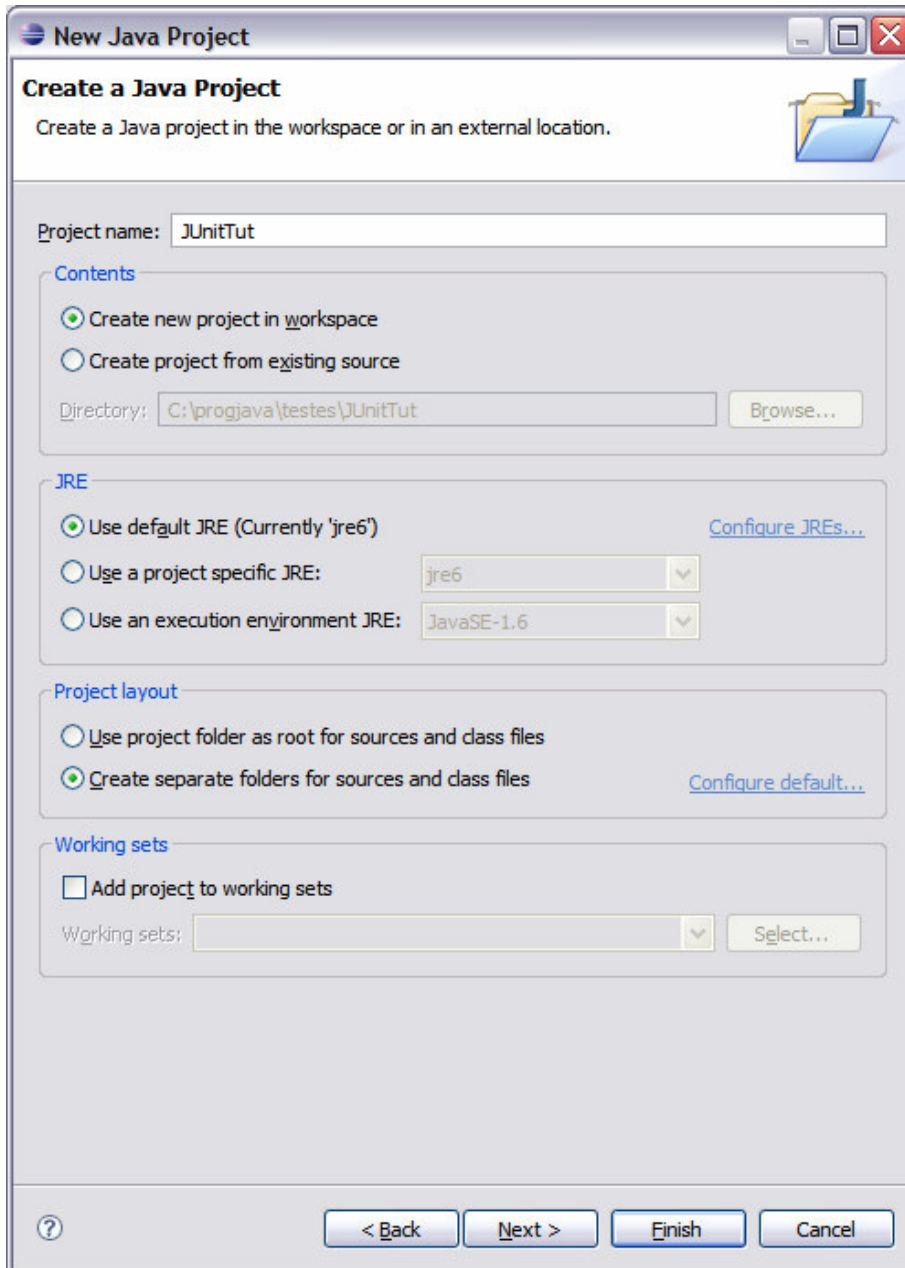 New Java Project
Create a Java Project
Create a Java project in the workspace or in an external location.
Project name: JUnitTut
Contents
Create new project in workspace
Create project from existing source
Directory: C:\progjava\testes\JUnitTut Browse...
JRE
Use default JRE (Currently 'jre6') Configure JREs...
Use a project specific JRE: jre6
Use an execution environment JRE: JavaSE-1.6
Project layout
Use project folder as root for sources and class files
Create separate folders for sources and class files Configure default...
Working sets
Add project to working sets
Working sets: Select...
? < Back Next > Finish Cancel